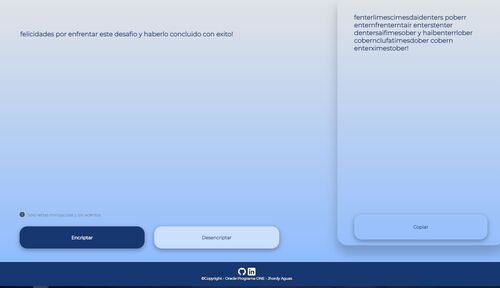 felicidades por enfrentar este desafio y haberlo concluido con exito!
fenterlimescimesdaidenters poberr
enternfrenterntair enterstenter
dentersaifimesober y haibenterrlober
cobernclufatimesdober cobern
enterximestober!
Solo letras minúsculas y sin acentos
Encriptar
Desencriptar
Copiar
©Copyright - Oracle Programa ONE - Jhordy Aguas